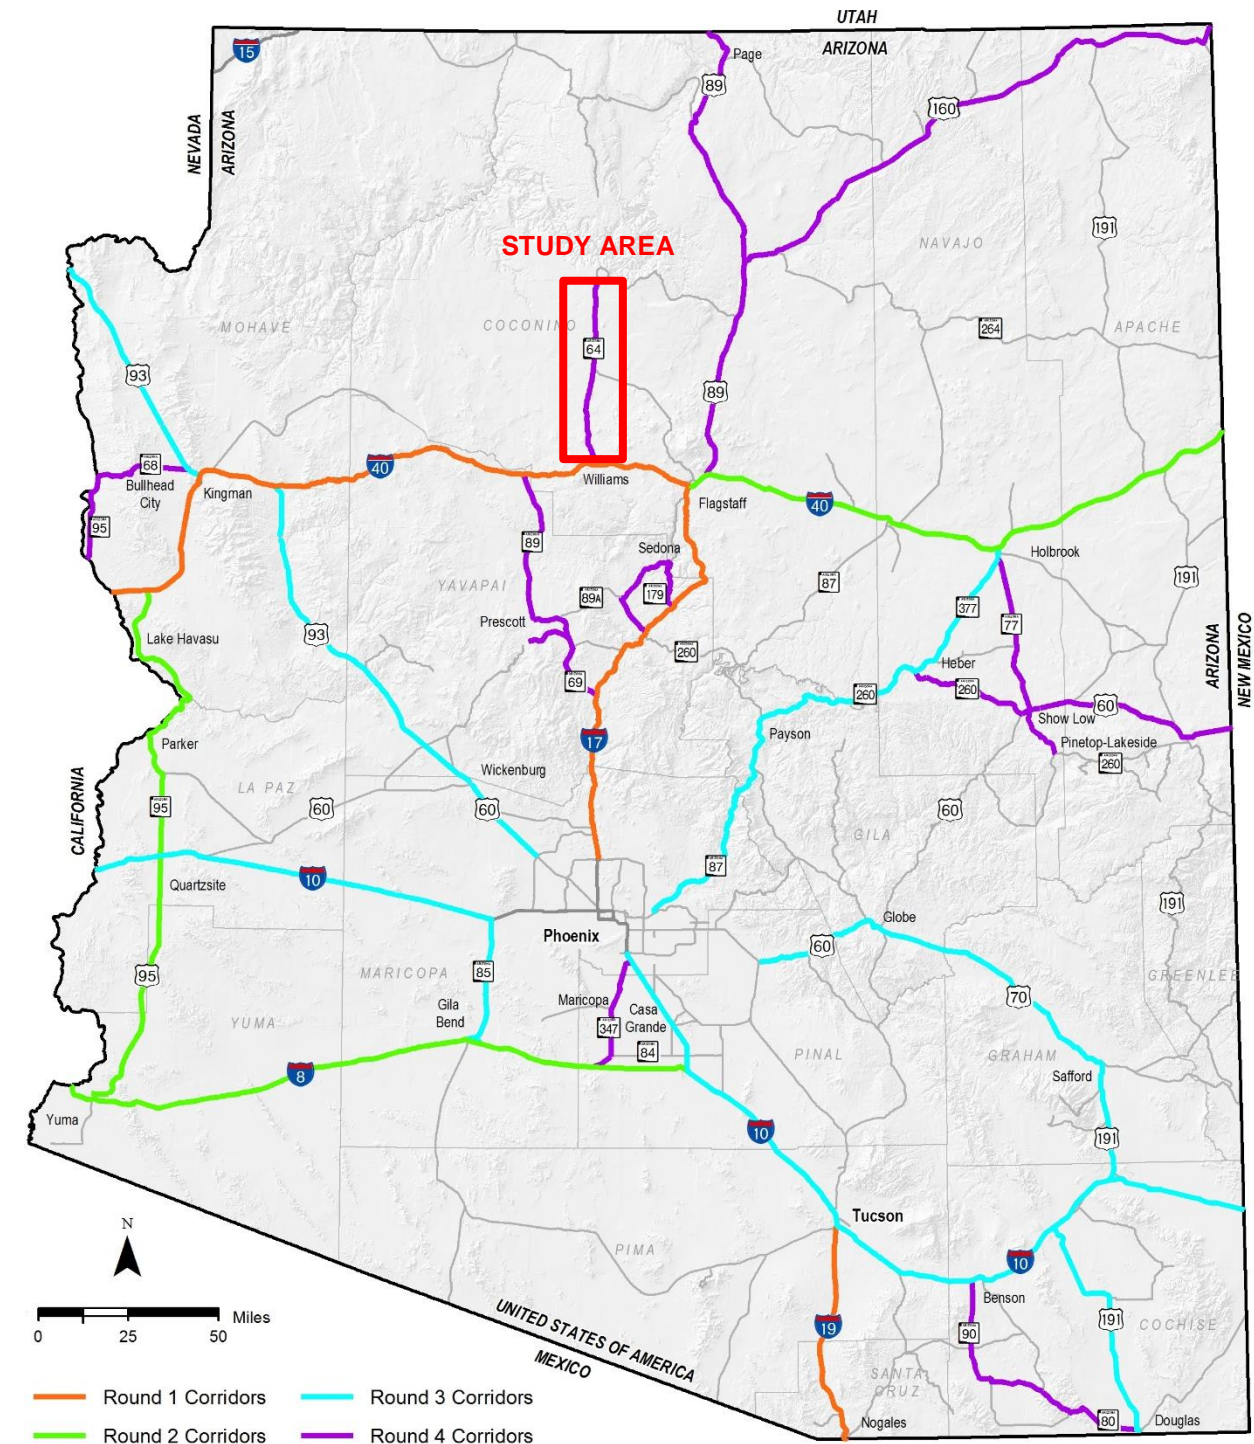 UTAH
ARIZONA
15
Page
89
160
NEVADA
ARIZONA
191
NAVAJO
STUDY AREA
MOHAVE
COCONINO
264
APACHE
64
93
89
40
68
Bullhead
City
Kingman
Williams
Flagstaff
40
95
89
Sedona
Holbrook
YAVAPAI
89A
179
87
191
377
77
Prescott
93
Lake Havasu
260
Heber
69
260
260
60
ARIZONA
NEW MEXICO
Show Low
Parker
17
Payson
Pinetop-Lakeside
260
Wickenburg
LA PAZ
95
60
60
60
CALIFORNIA
GILA
87
10
Quartzsite
191
Globe
Phoenix
60
MARICOPA
85
95
GREENLEE
70
Gila
Bend
Maricopa
Casa
Grande
YUMA
347
84
PINAL
GRAHAM
Safford
8
Yuma
10
191
Tucson
N
PIMA
10
Benson
0 25 50 Miles
UNITED STATES OF AMERICA
MEXICO
19
90
191
COCHISE
SANTA
CRUZ
Nogales
80
Douglas
Round 1 Corridors
Round 3 Corridors
Round 2 Corridors
Round 4 Corridors